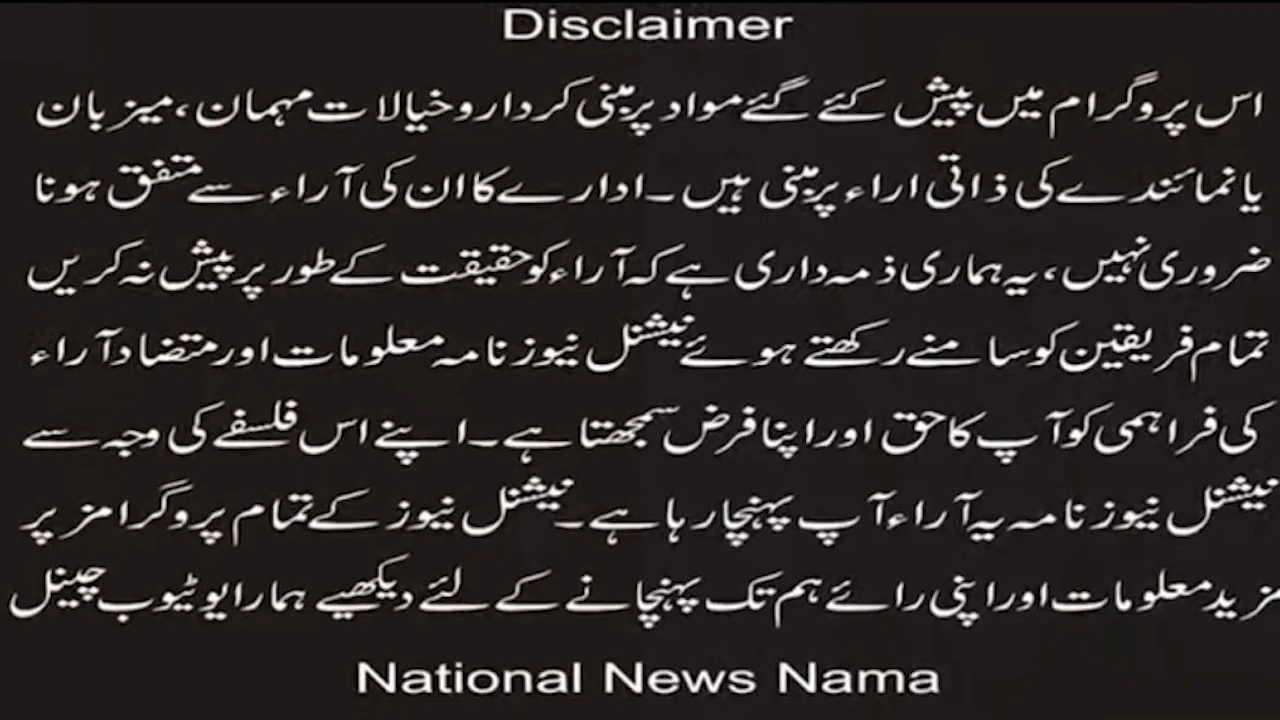 Disclaimer
اس پروگرام میں پیش کئے گئے مواد پر مبنی کردار و خیالات مہمان، میزبان
یا نمائندے کی ذاتی اراء پر مبنی ہیں۔ ادارے کا ان کی آراء سے متفق ہونا
ضروری نہیں، یہ ہماری ذمہ داری ہے کہ آراء کو حقیقت کے طور پر پیش نہ کریں
تمام فریقین کو سامنے رکھتے ہوئے نیشنل نیوز نامہ معلومات اور متضاد آراء
کی فراہمی کو آپ کا حق اور اپنا فرض سمجھتا ہے۔ اپنے اس فلسفے کی وجہ سے
نیشنل نیوز نامہ یہ آراء آپ پہنچا رہا ہے۔ نیشنل نیوز کے تمام پروگرامز پر
مزید معلومات اور اپنی رائے ہم تک پہنچانے کے لئے دیکھیے ہمارا یوٹیوب چینل
National News Nama